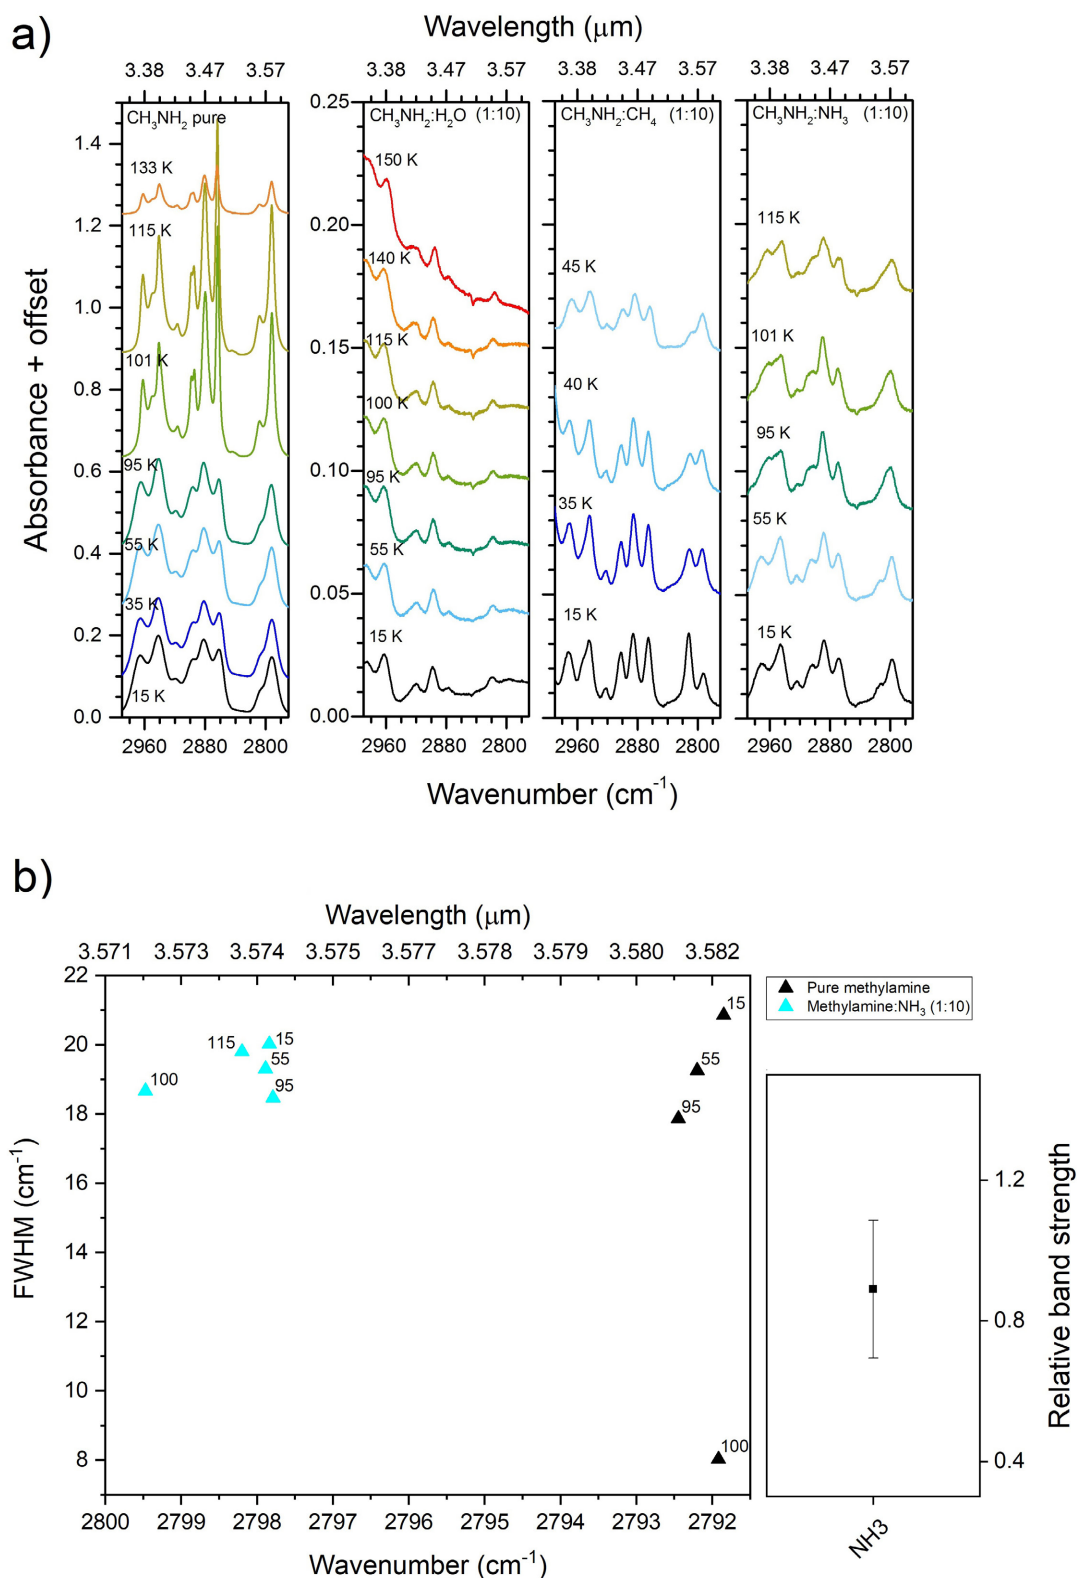 a)
Wavelength (μm)
3.38 3.47 3.57 3.38 3.47 3.57 3.38 3.47 3.57 3.38 3.47 3.57
Absorbance + offset
1.4
1.2
1.0
0.8
0.6
0.4
0.2
0.0
CH3NH2 pure
133 K
115 K
101 K
95 K
55 K
35 K
15 K
2960 2880 2800
0.25
0.20
0.15
0.10
0.05
0.00
CH3NH2:H2O (1:10)
150 K
140 K
115 K
100 K
95 K
55 K
15 K
2960 2880 2800
CH3NH2:CH4 (1:10)
45 K
40 K
35 K
15 K
2960 2880 2800
CH3NH2:NH3 (1:10)
115 K
101 K
95 K
55 K
15 K
2960 2880 2800
Wavenumber (cm-1)
b)
Wavelength (μm)
3.571 3.573 3.574 3.575 3.577 3.578 3.579 3.580 3.582
FWHM (cm-1)
22
20
18
16
14
12
10
8
115
15
55
100
95
15
55
95
100
2800 2799 2798 2797 2796 2795 2794 2793 2792
Wavenumber (cm-1)
Pure methylamine
Methylamine:NH3 (1:10)
1.2
0.8
0.4
Relative band strength
NH3